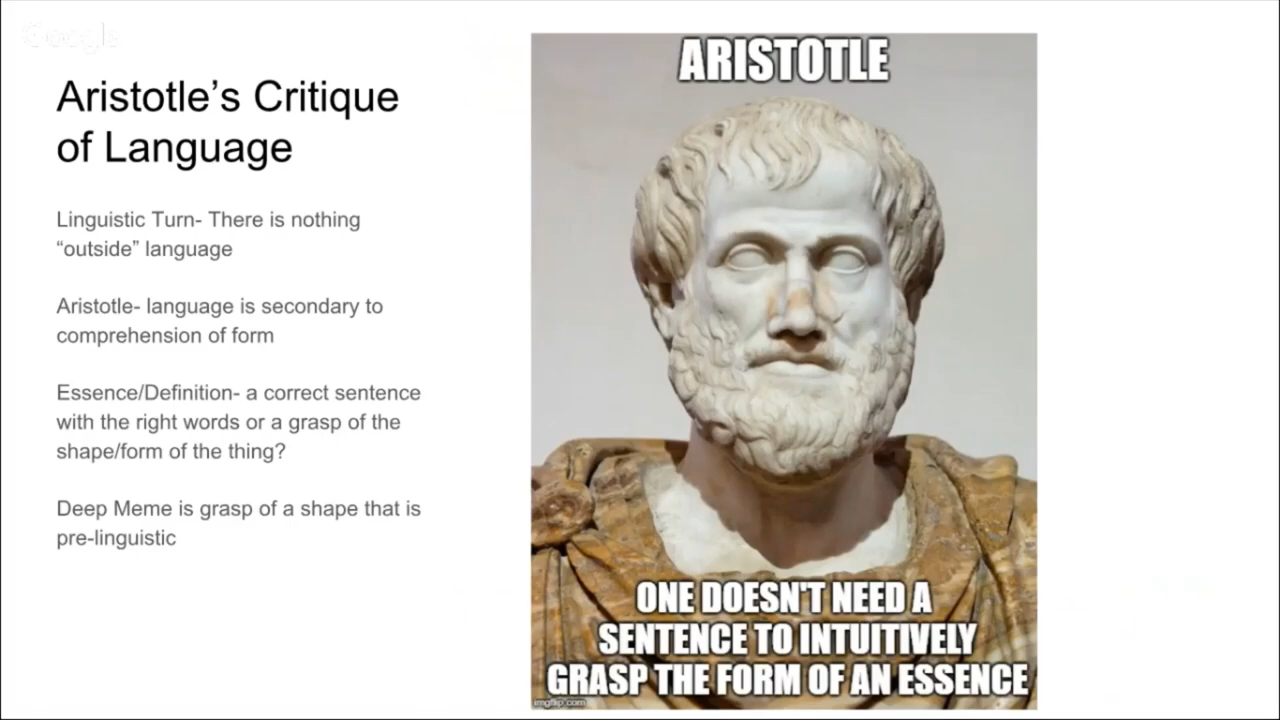 Google
Aristotle's Critique
of Language
Linguistic Turn- There is nothing
“outside” language
Aristotle- language is secondary to
comprehension of form
Essence/Definition- a correct sentence
with the right words or a grasp of the
shape/form of the thing?
Deep Meme is grasp of a shape that is
pre-linguistic
ARISTOTLE
ONE DOESN'T NEED A
SENTENCE TO INTUITIVELY
GRASP THE FORM OF AN ESSENCE
imgflip.com